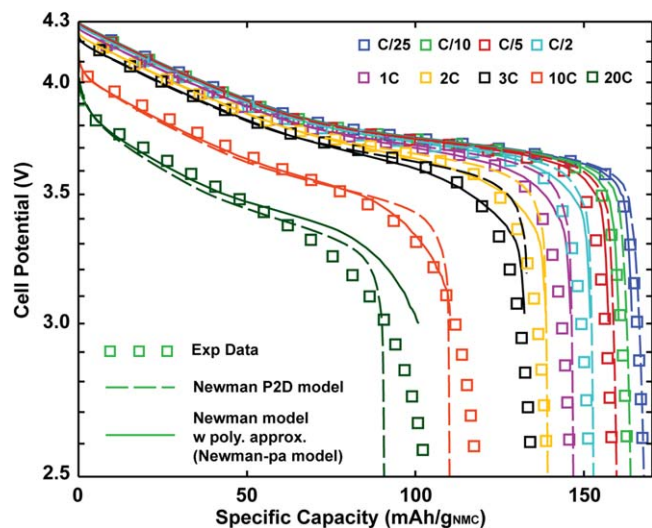 4.3
4.0
3.5
3.0
2.5
Cell Potential (V)
C/25 C/10 C/5 C/2
1C 2C 3C 10C 20C
Exp Data
Newman P2D model
Newman model
w poly. approx.
(Newman-pa model)
0 50 100 150
Specific Capacity (mAh/gNMC)